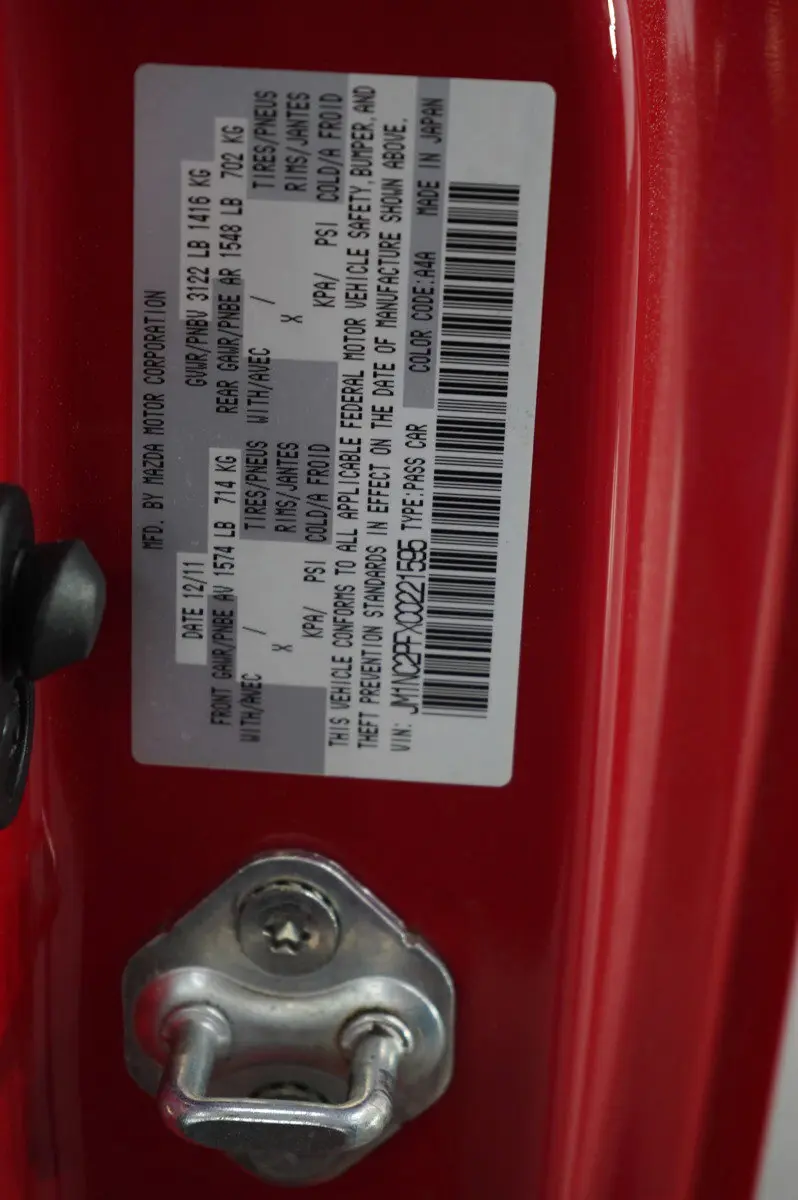 MFD. BY MAZDA MOTOR CORPORATION
DATE 12/11 GVWR/PNBV 3122 LB 1416 KG
FRONT GAWR/PNBE AV 1574 LB 714 KG REAR GAWR/PNBE AR 1548 LB 702 KG
WITH/AVEC / TIRES/PNEUS WITH/AVEC / TIRES/PNEUS
X RIMS/JANTES X RIMS/JANTES
KPA/ PSI COLD/A FROID KPA/ PSI COLD/A FROID
THIS VEHICLE CONFORMS TO ALL APPLICABLE FEDERAL MOTOR VEHICLE SAFETY, BUMPER, AND
THEFT PREVENTION STANDARDS IN EFFECT ON THE DATE OF MANUFACTURE SHOWN ABOVE.
VIN: JM1NC2PFXC0221595 TYPE:PASS CAR COLOR CODE:A4A MADE IN JAPAN